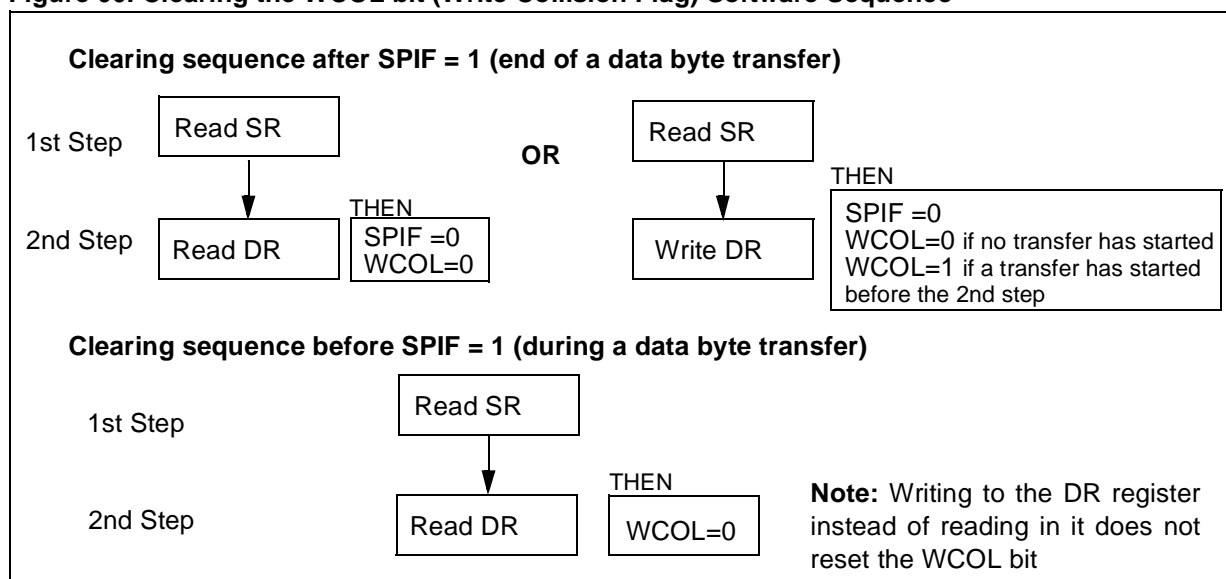 Clearing sequence after SPIF = 1 (end of a data byte transfer)
1st Step
Read SR
OR
Read SR
THEN
2nd Step
Read DR
THEN
SPIF =0
WCOL=0
Write DR
SPIF =0
WCOL=0 if no transfer has started
WCOL=1 if a transfer has started
before the 2nd step
Clearing sequence before SPIF = 1 (during a data byte transfer)
1st Step
Read SR
2nd Step
Read DR
THEN
WCOL=0
Note: Writing to the DR register
instead of reading in it does not
reset the WCOL bit